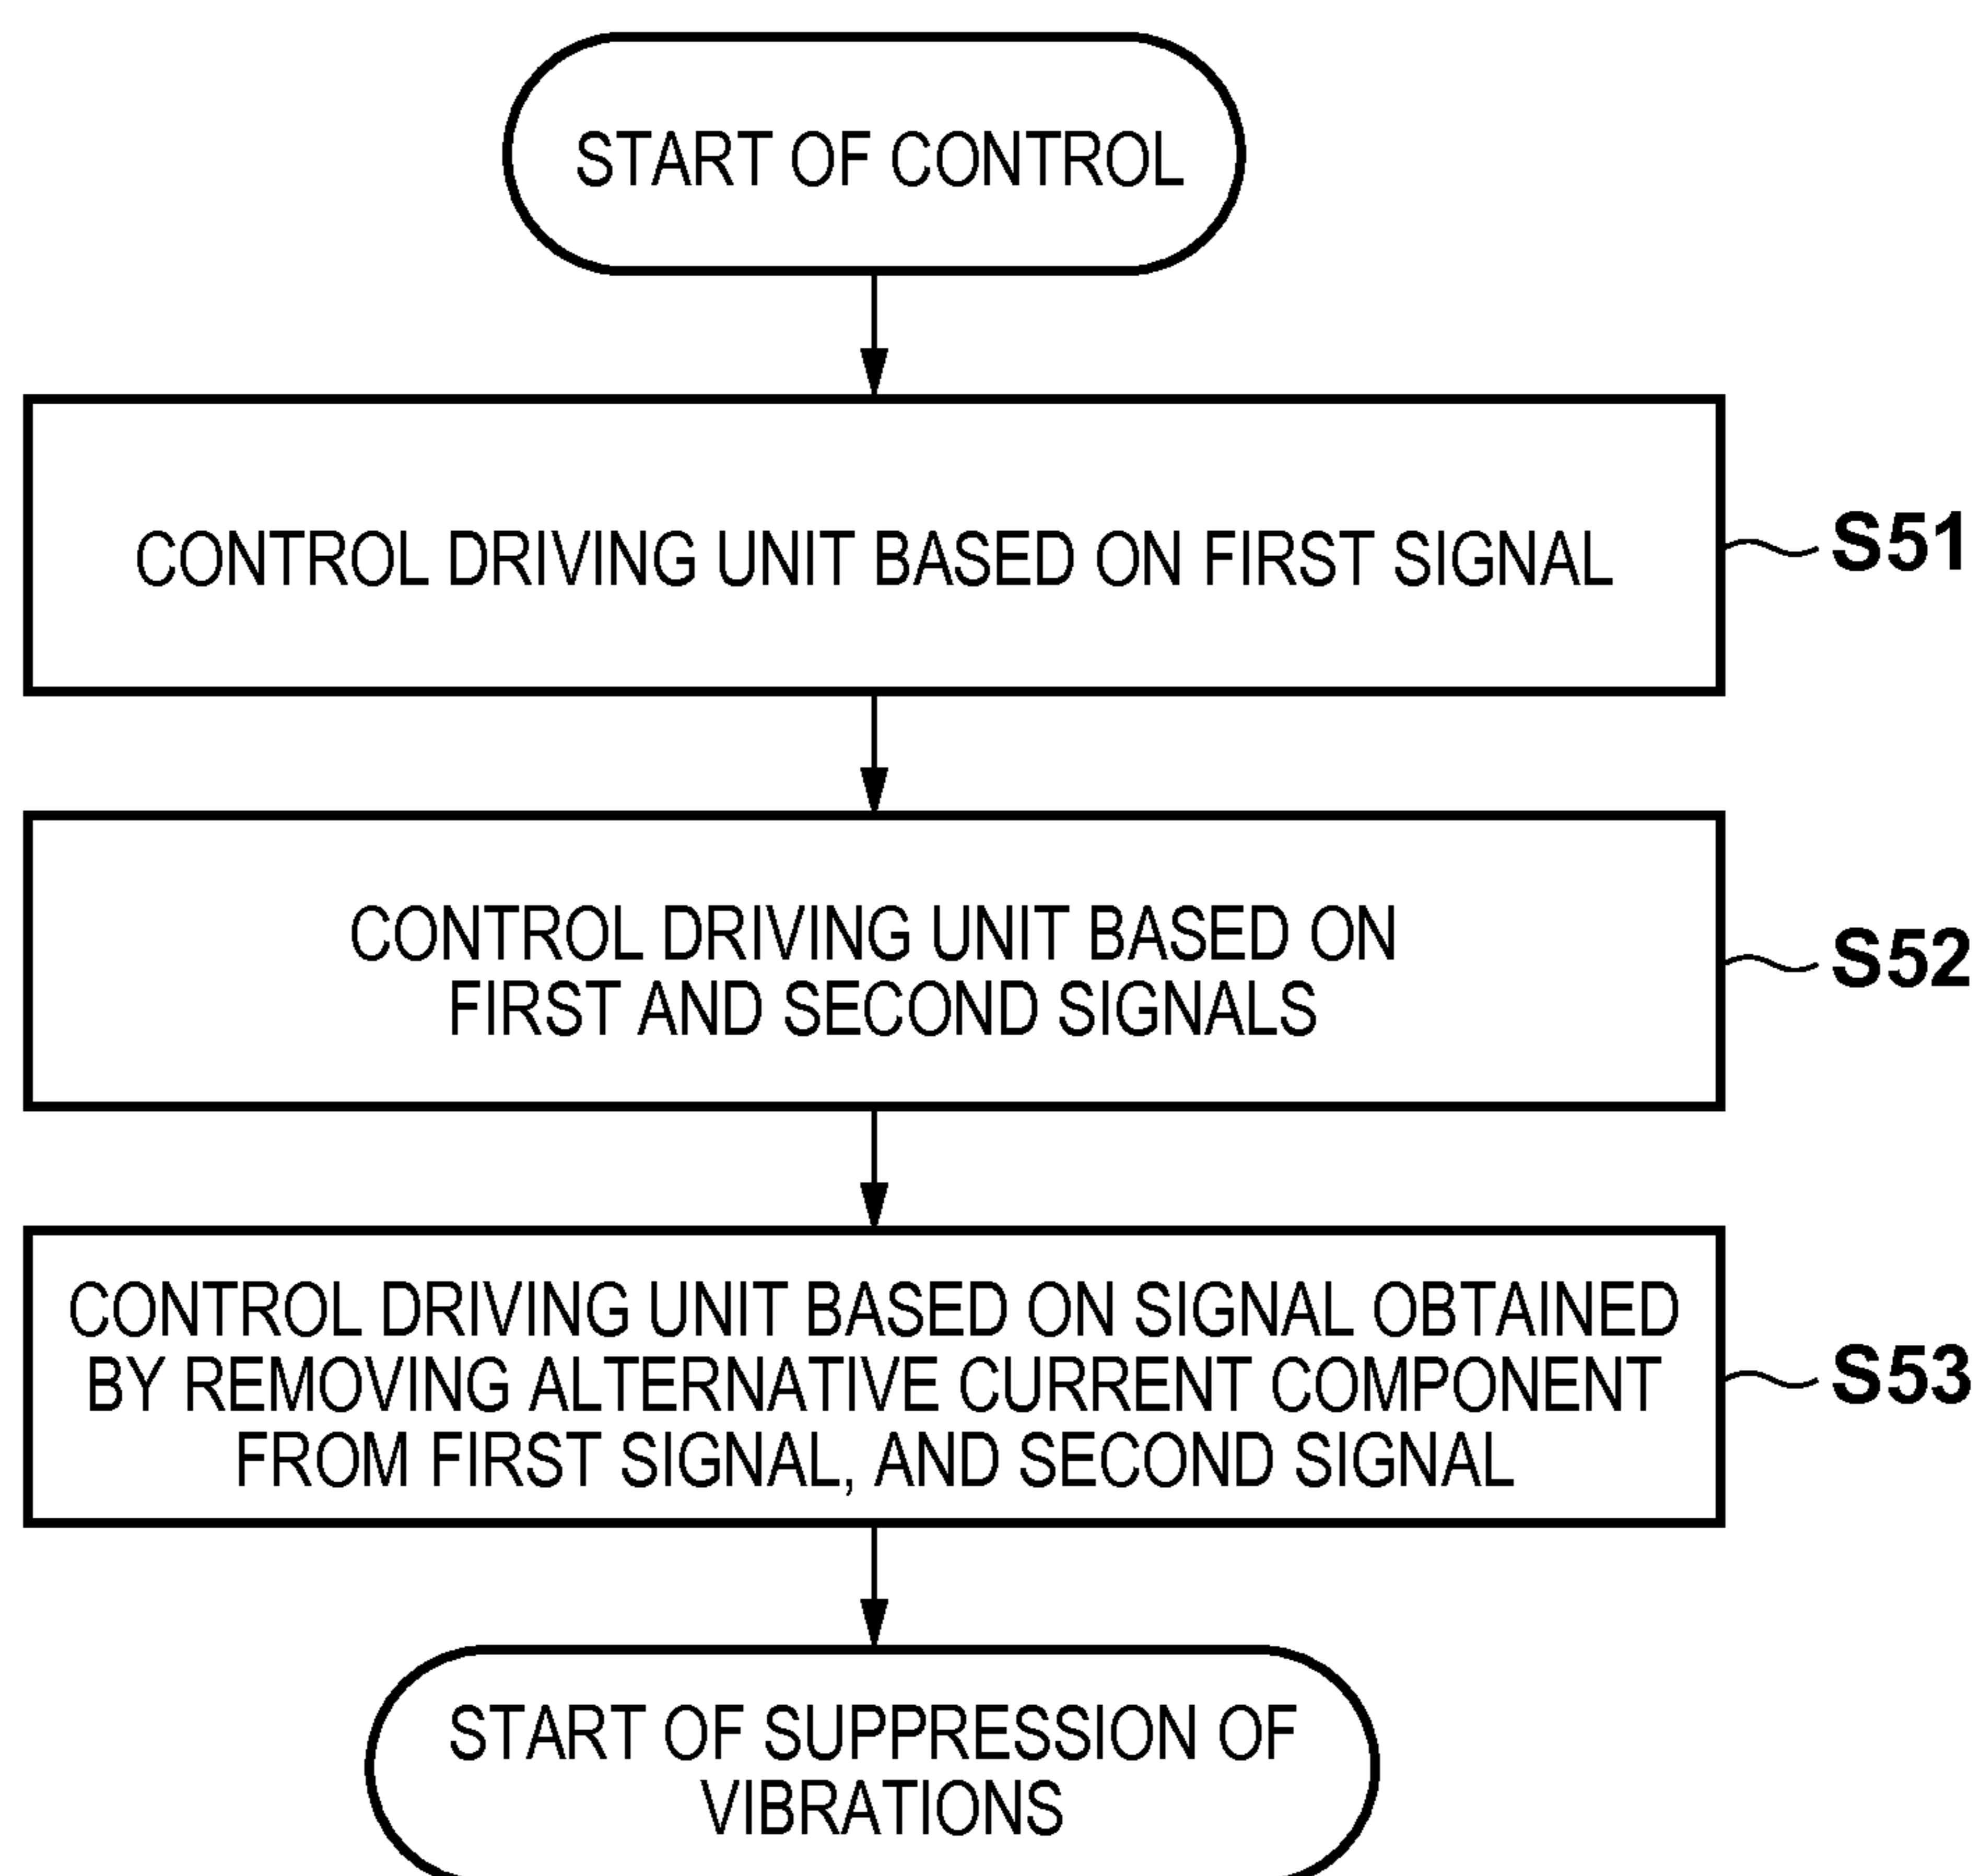 START OF CONTROL
CONTROL DRIVING UNIT BASED ON FIRST SIGNAL
S51
CONTROL DRIVING UNIT BASED ON
FIRST AND SECOND SIGNALS
S52
CONTROL DRIVING UNIT BASED ON SIGNAL OBTAINED
BY REMOVING ALTERNATIVE CURRENT COMPONENT
FROM FIRST SIGNAL, AND SECOND SIGNAL
S53
START OF SUPPRESSION OF
VIBRATIONS